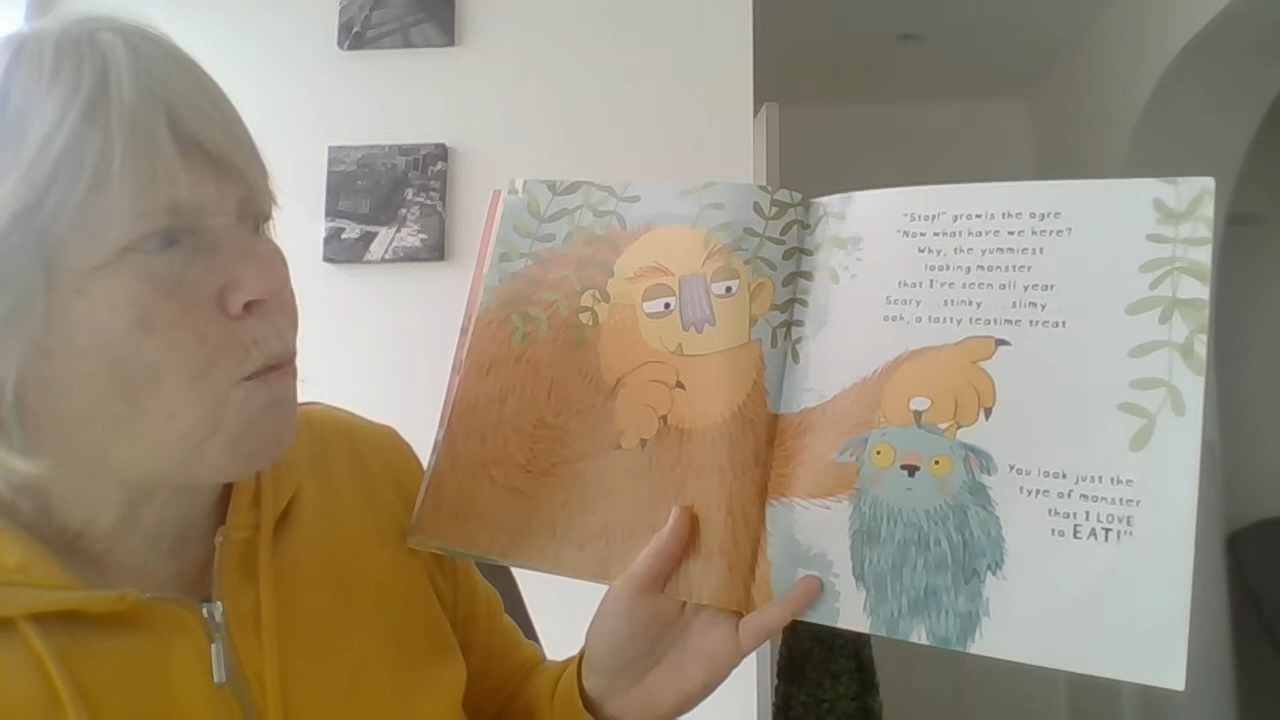 "Stop!" growls the ogre.
"Now what have we here?
Why, the yummiest
looking monster
that I've seen all year.
Scary... stinky... slimy
ooh, a tasty teatime treat
You look just the
type of monster
that I LOVE
to EAT!"